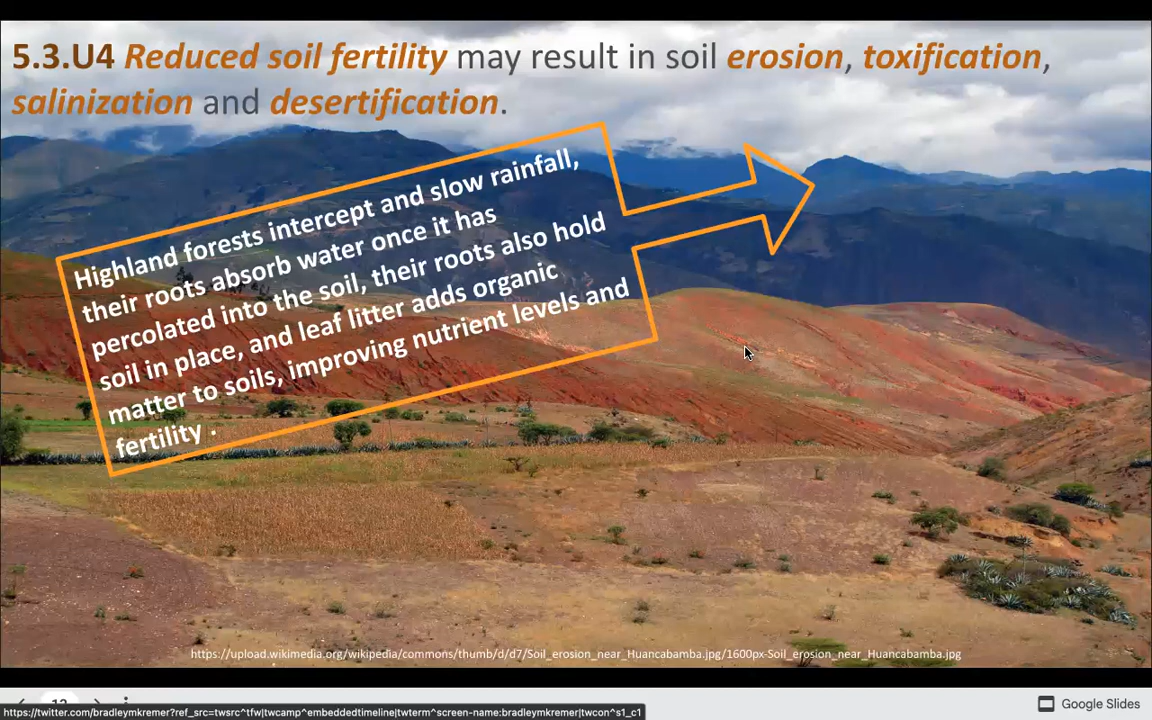 5.3.U4 Reduced soil fertility may result in soil erosion, toxification,
salinization and desertification.
Highland forests intercept and slow rainfall,
their roots absorb water once it has
percolated into the soil, their roots also hold
soil in place, and leaf litter adds organic
matter to soils, improving nutrient levels and
fertility .
https://upload.wikimedia.org/wikipedia/commons/thumb/d/d7/Soil_erosion_near_Huancabamba.jpg/1600px-Soil_erosion_near_Huancabamba.jpg
Google Slides
https://twitter.com/bradleymkremer?ref_src=twsrc^tfw|twcamp^embeddedtimeline|twterm^screen-name:bradleymkremer|twcon^s1_c1